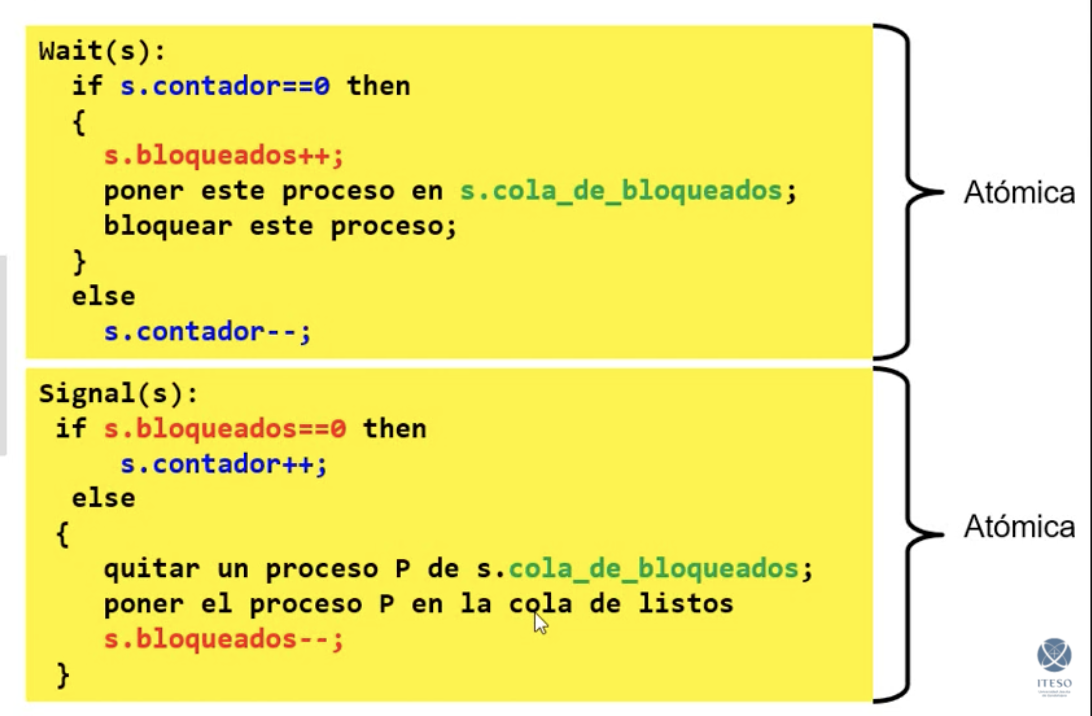 Wait(s):
if s.contador==0 then
{
s.bloqueados++;
poner este proceso en s.cola_de_bloqueados;
bloquear este proceso;
}
else
s.contador--;
Atómica
Signal(s):
if s.bloqueados==0 then
s.contador++;
else
{
quitar un proceso P de s.cola_de_bloqueados;
poner el proceso P en la cola de listos
s.bloqueados--;
}
Atómica
ITESO